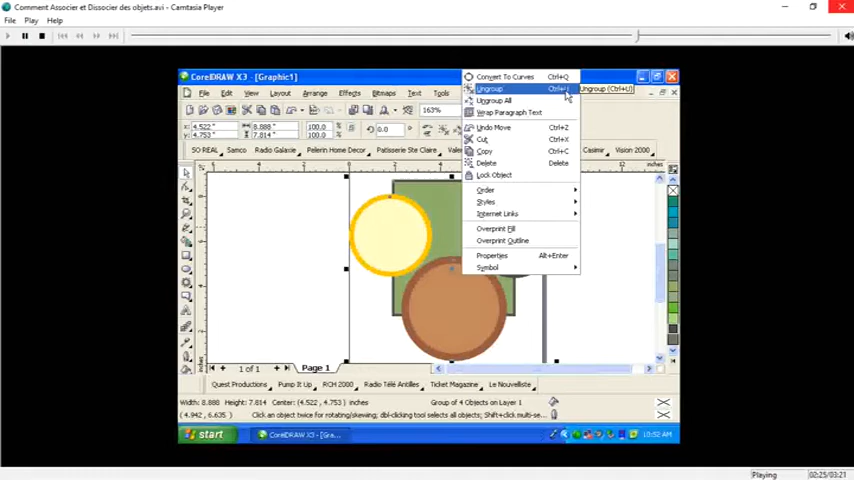 Comment Associer et Dissocier des objets.avi - Camtasia Player
File Play Help
CorelDRAW X3 - [Graphic1]
File Edit View Layout Arrange Effects Bitmaps Text Tools
163%
x: 4.522 " 8.888 " 100.0 0.0
y: 4.753 " 7.814 " 100.0
SO REAL Samco Radio Galaxie Pelerin Home Decor Patisserie Ste Claire Casimir Vision 2000
Convert To Curves Ctrl+Q
Ungroup Ctrl+U
Ungroup (Ctrl+U)
Ungroup All
Wrap Paragraph Text
Undo Move Ctrl+Z
Cut Ctrl+X
Copy Ctrl+C
Delete Delete
Lock Object
Order
Styles
Internet Links
Overprint Fill
Overprint Outline
Properties Alt+Enter
Symbol
0 2 12 inches
1 of 1 Page 1
Quest Productions Pump It Up RCH 2000 Radio Télé Antilles Ticket Magazine Le Nouvelliste
Width: 8.888 Height: 7.814 Center: (4.522 , 4.753 ) inches Group of 4 Objects on Layer 1
( 4.942 , 6.635 ) Click an object twice for rotating/skewing; dbl-clicking tool selects all objects; Shift+click multi-se...
start CorelDRAW X3 - [Gra... 10:52 AM
Playing 02:25/03:21